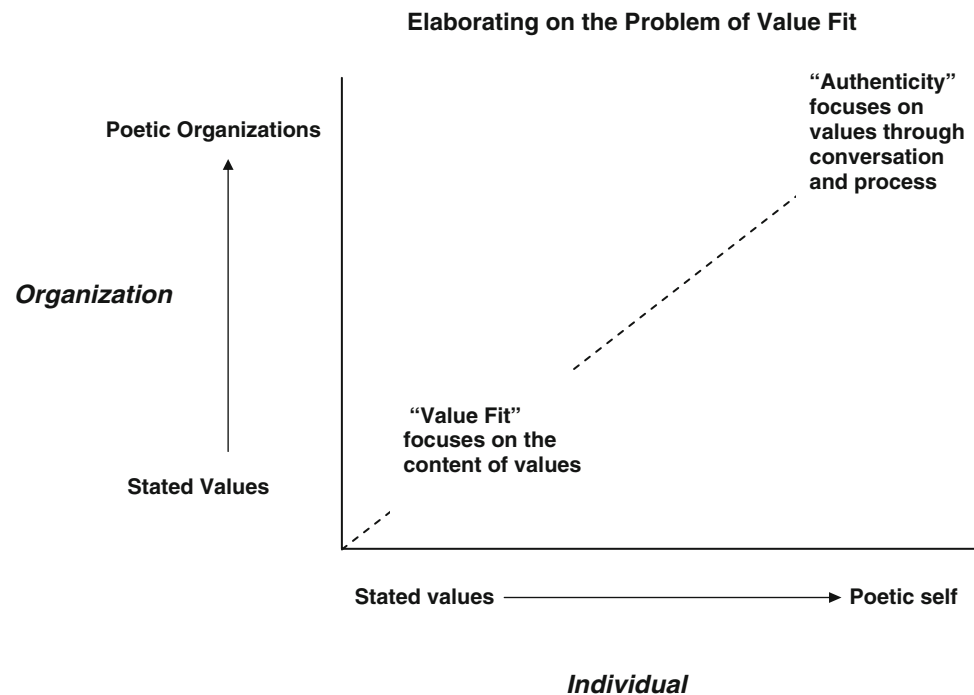 Elaborating on the Problem of Value Fit
“Authenticity”
focuses on
values through
conversation
and process
Poetic Organizations
Organization
“Value Fit”
focuses on the
content of values
Stated Values
Stated values
Poetic self
Individual